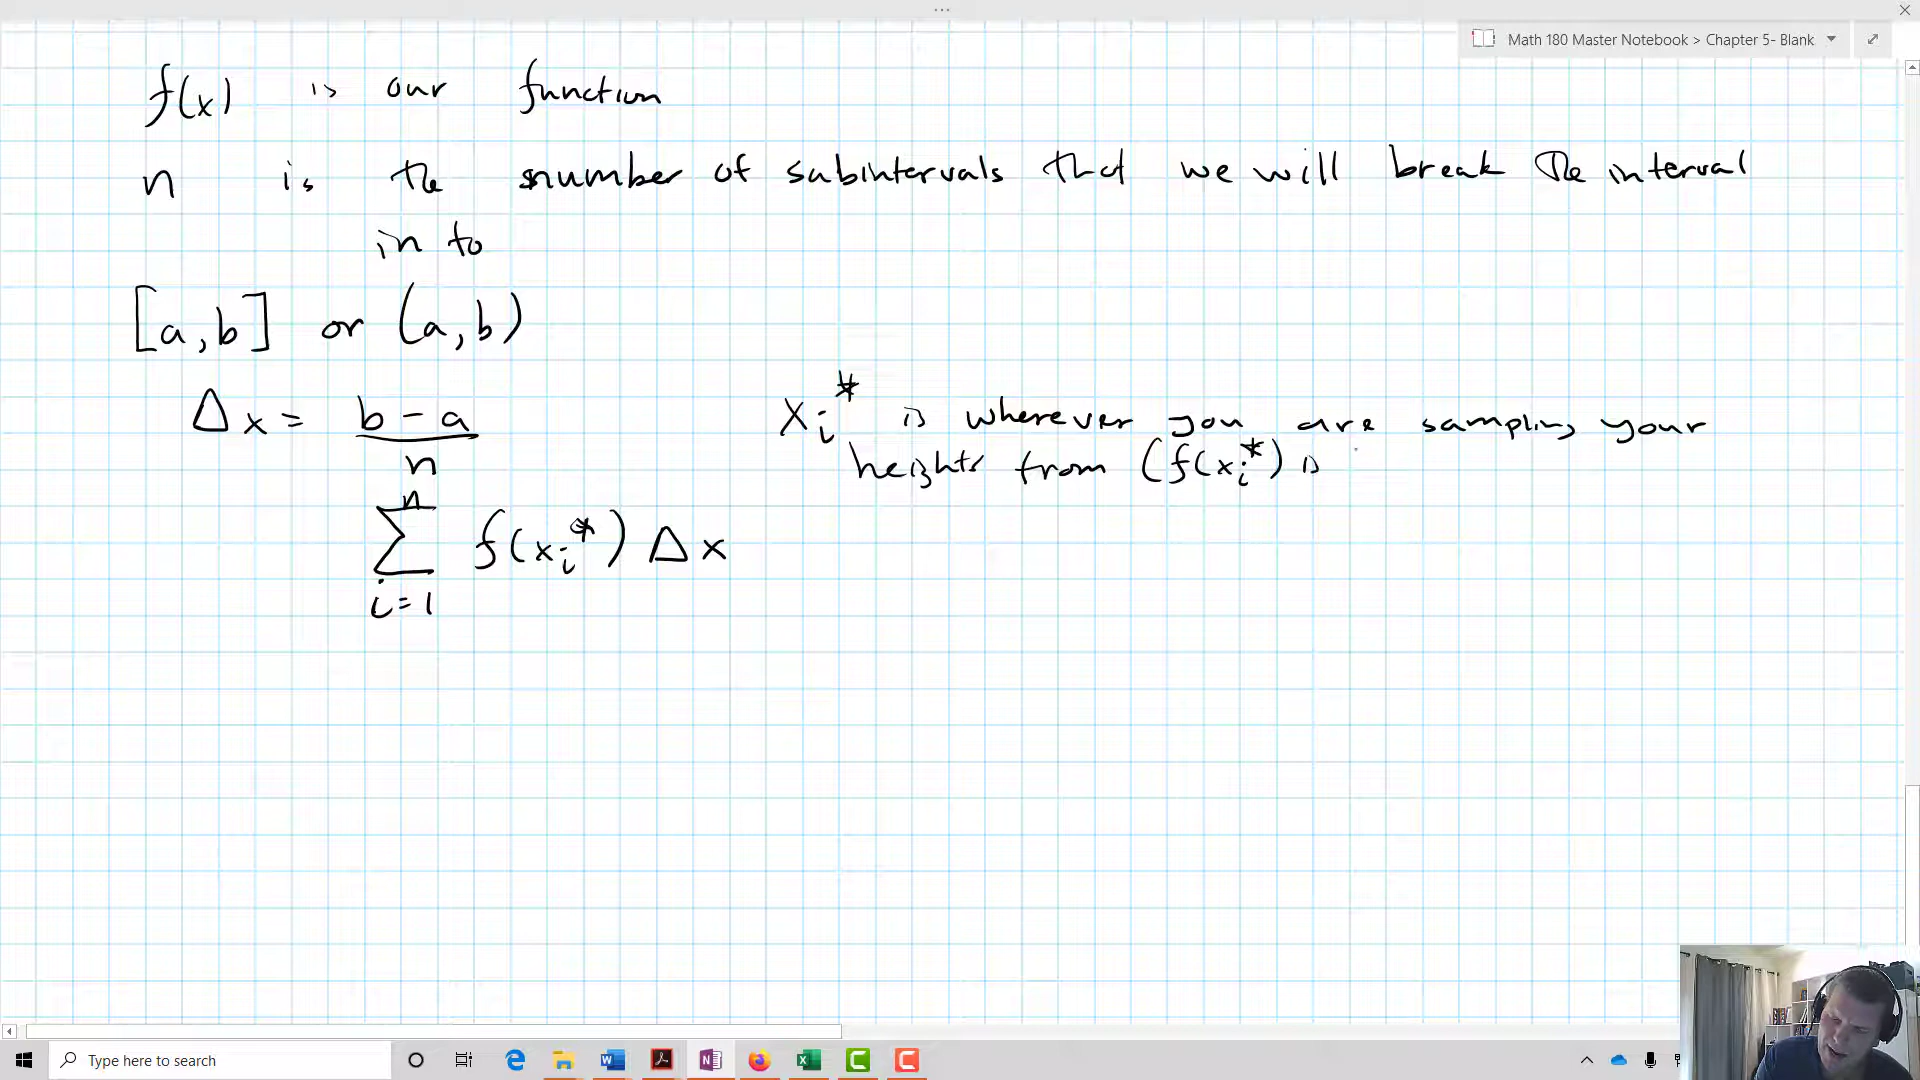 Math 180 Master Notebook > Chapter 5- Blank
f(x) is our function
n is the number of subintervals that we will break the interval
in to
[a,b] or (a,b)
Δx = b - a
n
x_i^* is wherever you are sampling your
heights from (f(x_i^*) is
n
∑ f(x_i^*) Δx
i=1
Type here to search